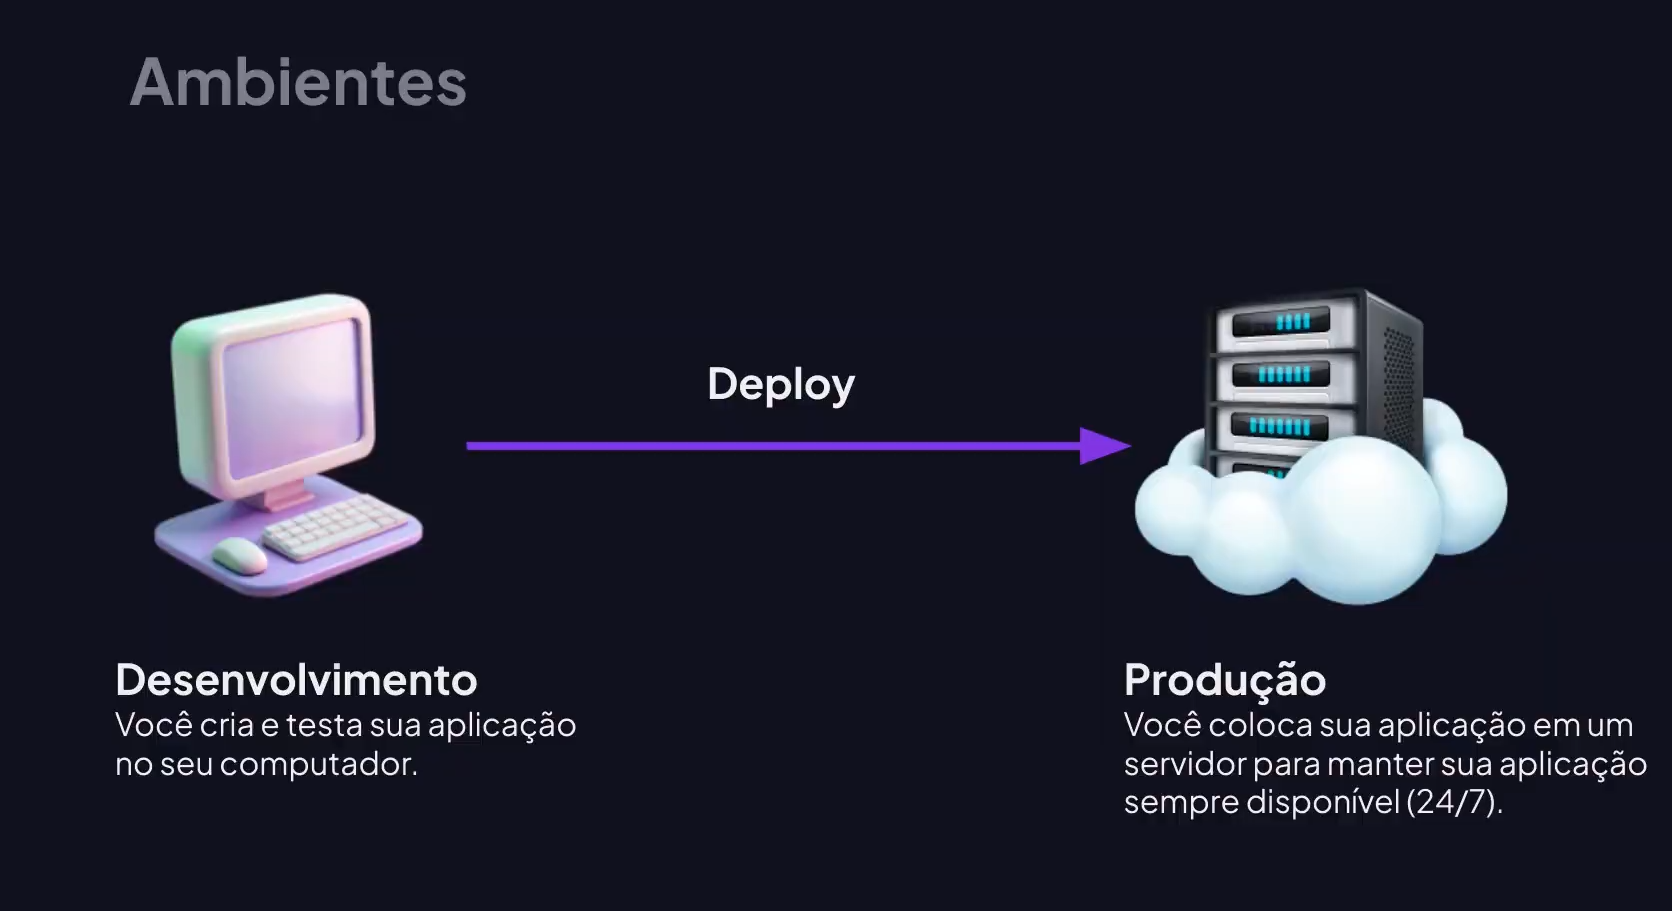 Ambientes
Deploy
Desenvolvimento
Você cria e testa sua aplicação
no seu computador.
Produção
Você coloca sua aplicação em um
servidor para manter sua aplicação
sempre disponível (24/7).